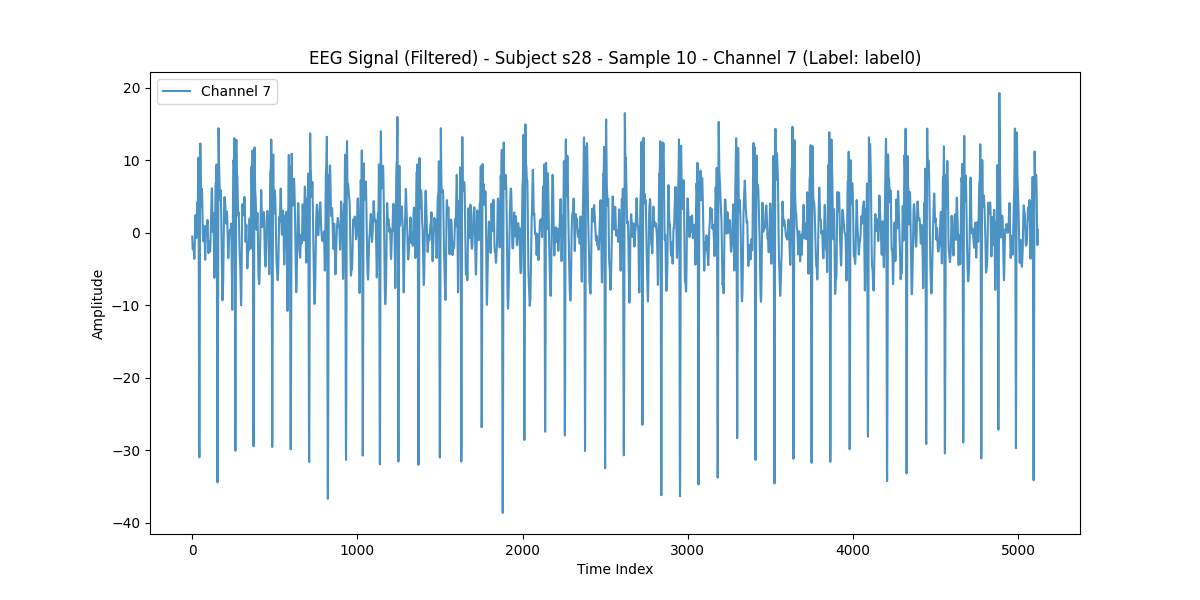 EEG Signal (Filtered) - Subject s28 - Sample 10 - Channel 7 (Label: label0)
Channel 7
20
10
0
−10
−20
−30
−40
Amplitude
0 1000 2000 3000 4000 5000
Time Index